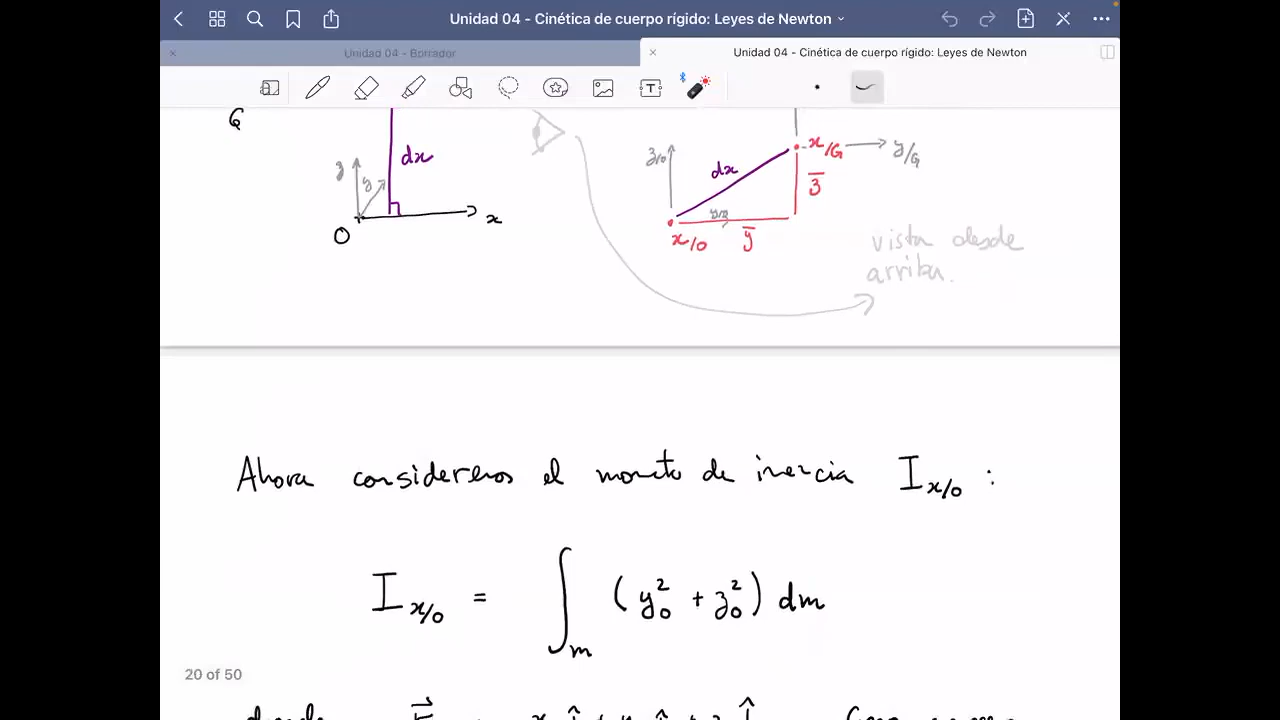 Unidad 04 - Cinética de cuerpo rígido: Leyes de Newton
Unidad 04 - Borrador
Unidad 04 - Cinética de cuerpo rígido: Leyes de Newton
G
dx
z
y
x
O
z/o
dx
x/G
y/G
z̄
x/o
ȳ
vista desde
arriba.
Ahora consideremos el momento de inercia I x/o :
I x/o = ∫m (y₀² + z₀²) dm
20 of 50
donde